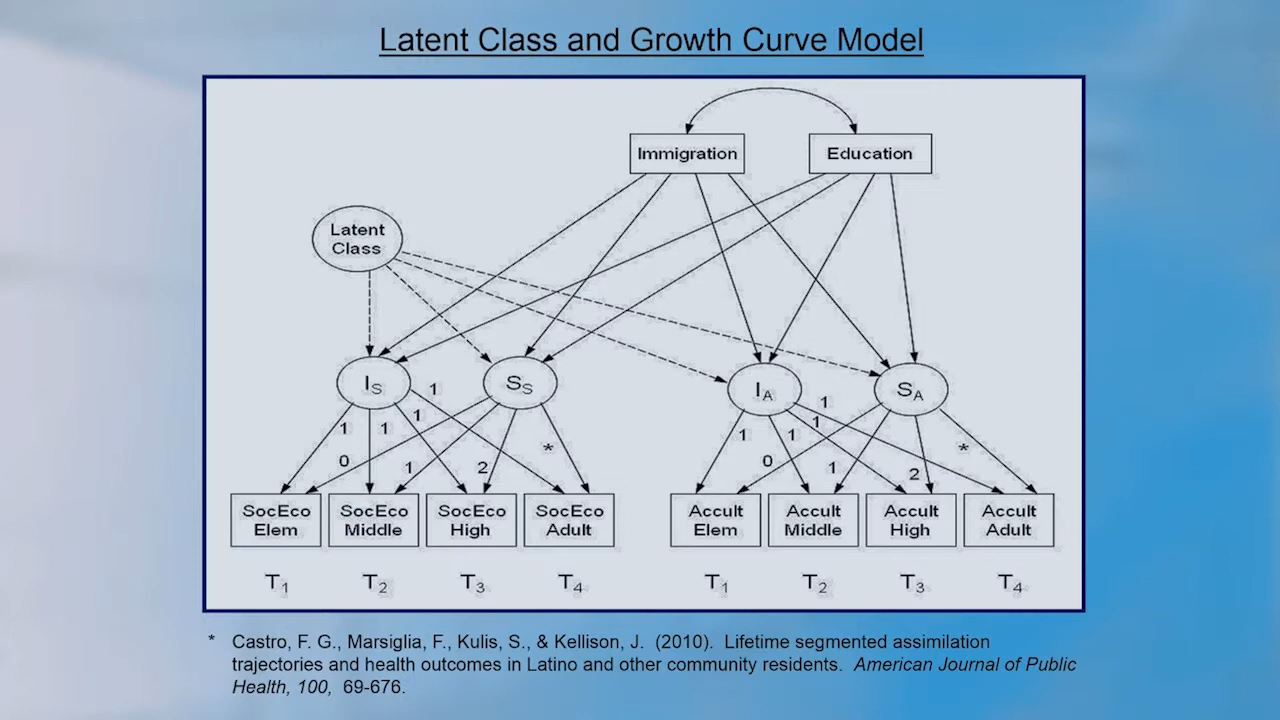 Latent Class and Growth Curve Model
Immigration Education
Latent
Class
IS SS IA SA
1 1 1 1
0 1 2 *
1 1 1 1
0 1 2 *
SocEco SocEco SocEco SocEco Accult Accult Accult Accult
Elem Middle High Adult Elem Middle High Adult
T1 T2 T3 T4 T1 T2 T3 T4
* Castro, F. G., Marsiglia, F., Kulis, S., & Kellison, J. (2010). Lifetime segmented assimilation
trajectories and health outcomes in Latino and other community residents. American Journal of Public
Health, 100, 69-676.